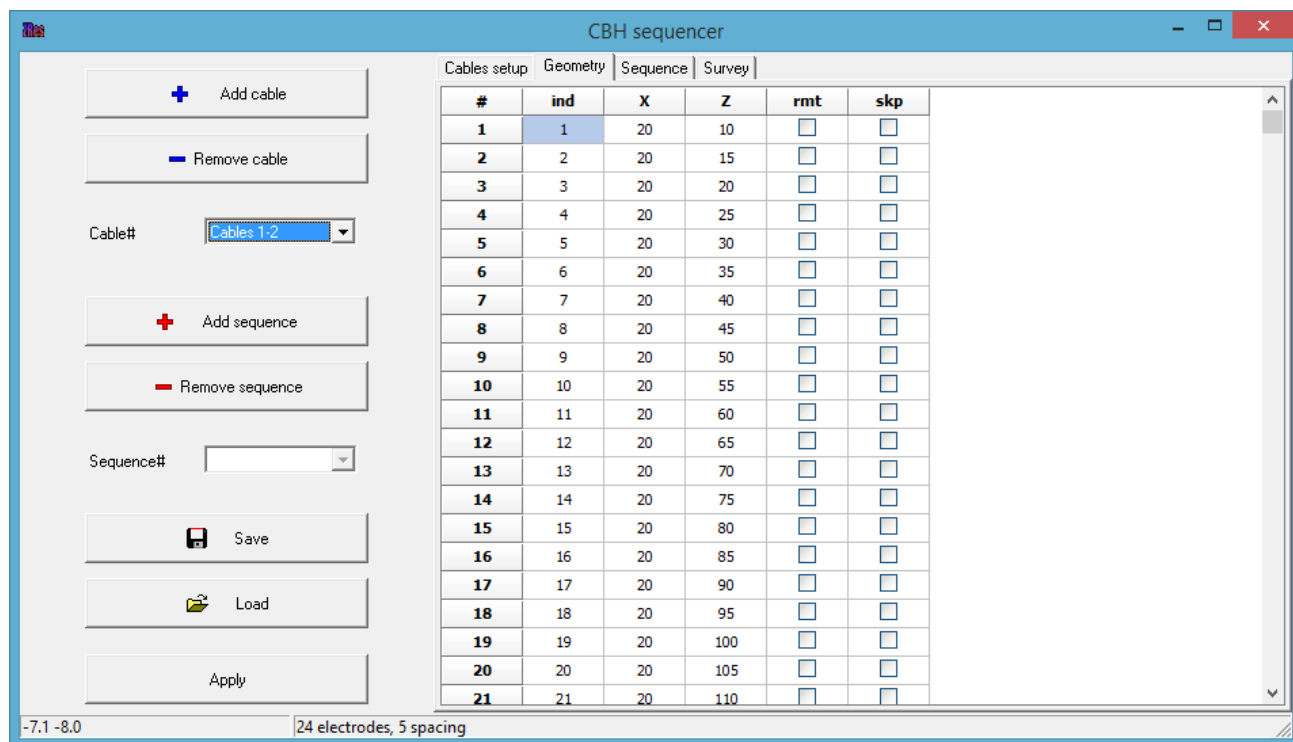 ZRes CBH sequencer
Add cable
Remove cable
Cable# Cables 1-2
Add sequence
Remove sequence
Sequence#
Save
Load
Apply
Cables setup Geometry Sequence Survey
# ind X Z rmt skp
1 1 20 10
2 2 20 15
3 3 20 20
4 4 20 25
5 5 20 30
6 6 20 35
7 7 20 40
8 8 20 45
9 9 20 50
10 10 20 55
11 11 20 60
12 12 20 65
13 13 20 70
14 14 20 75
15 15 20 80
16 16 20 85
17 17 20 90
18 18 20 95
19 19 20 100
20 20 20 105
21 21 20 110
-7.1 -8.0 24 electrodes, 5 spacing